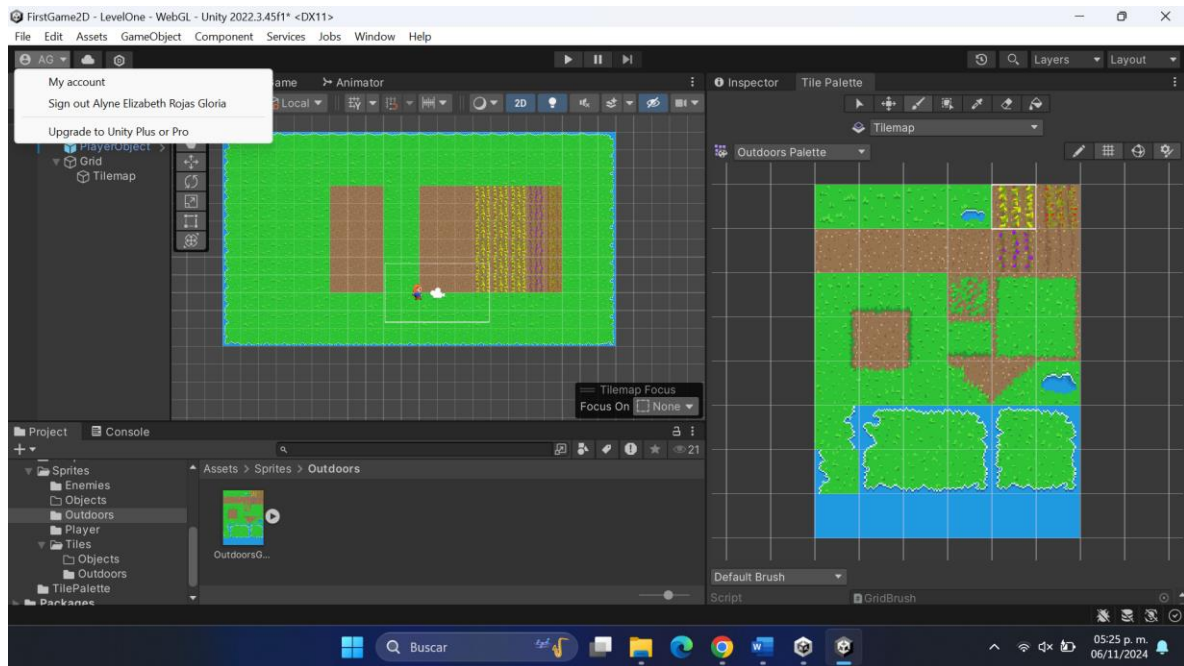 FirstGame2D - LevelOne - WebGL - Unity 2022.3.45f1* <DX11>
File Edit Assets GameObject Component Services Jobs Window Help
AG
Layers Layout
My account
Sign out Alyne Elizabeth Rojas Gloria
Upgrade to Unity Plus or Pro
Animator
Inspector Tile Palette
Local 2D
Tilemap
PlayerObject
Grid
Tilemap
Outdoors Palette
Tilemap Focus
Focus On None
Project Console
21
Sprites
Enemies
Objects
Outdoors
Player
Tiles
Objects
Outdoors
TilePalette
Packages
Assets > Sprites > Outdoors
OutdoorsG...
Default Brush
Script GridBrush
Buscar
05:25 p. m.
06/11/2024